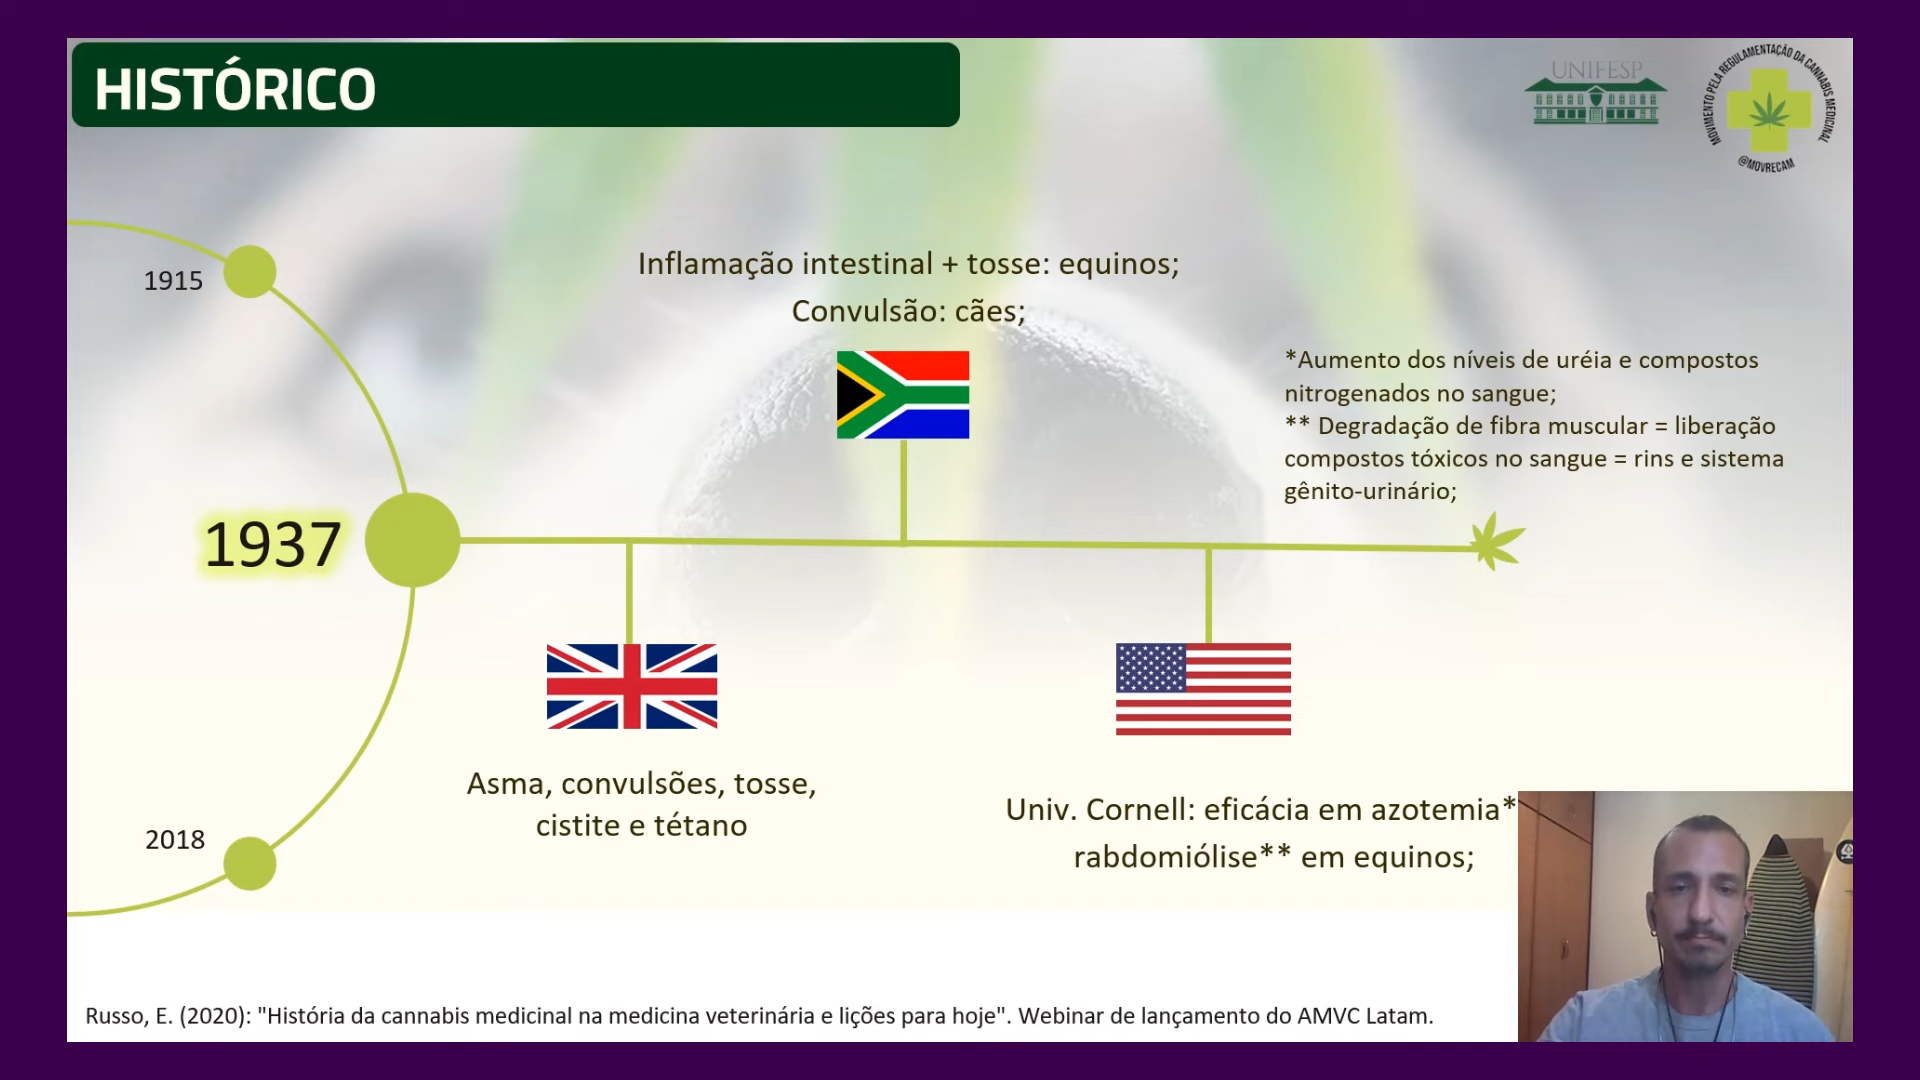 HISTÓRICO
UNIFESP
MOVIMENTO PELA REGULAMENTAÇÃO DA CANNABIS MEDICINAL
@MOVRECAM
1915
Inflamação intestinal + tosse: equinos;
Convulsão: cães;
*Aumento dos níveis de uréia e compostos
nitrogenados no sangue;
** Degradação de fibra muscular = liberação
compostos tóxicos no sangue = rins e sistema
gênito-urinário;
1937
Asma, convulsões, tosse,
cistite e tétano
Univ. Cornell: eficácia em azotemia*
rabdomiólise** em equinos;
2018
Russo, E. (2020): "História da cannabis medicinal na medicina veterinária e lições para hoje". Webinar de lançamento do AMVC Latam.